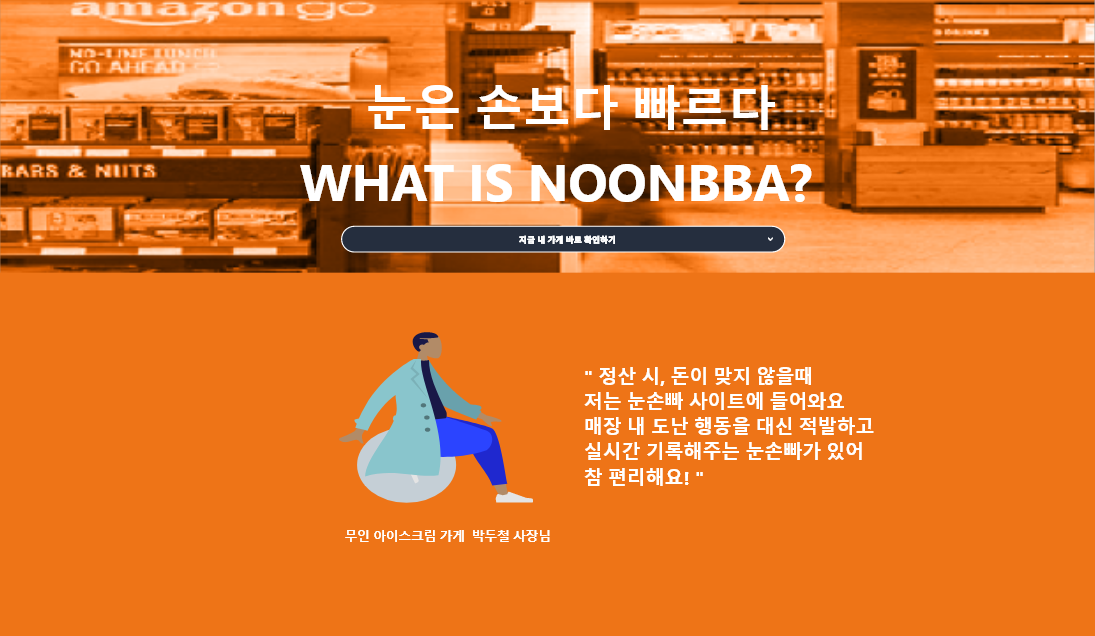 amazon go
NO-LINE LUNCH
GO AHEAD
눈은 손보다 빠르다
BARS & NUTS
WHAT IS NOONBBA?
지금 내 가게 바로 확인하기
" 정산 시, 돈이 맞지 않을때
저는 눈손빠 사이트에 들어와요
매장 내 도난 행동을 대신 적발하고
실시간 기록해주는 눈손빠가 있어
참 편리해요! "
무인 아이스크림 가게 박두철 사장님